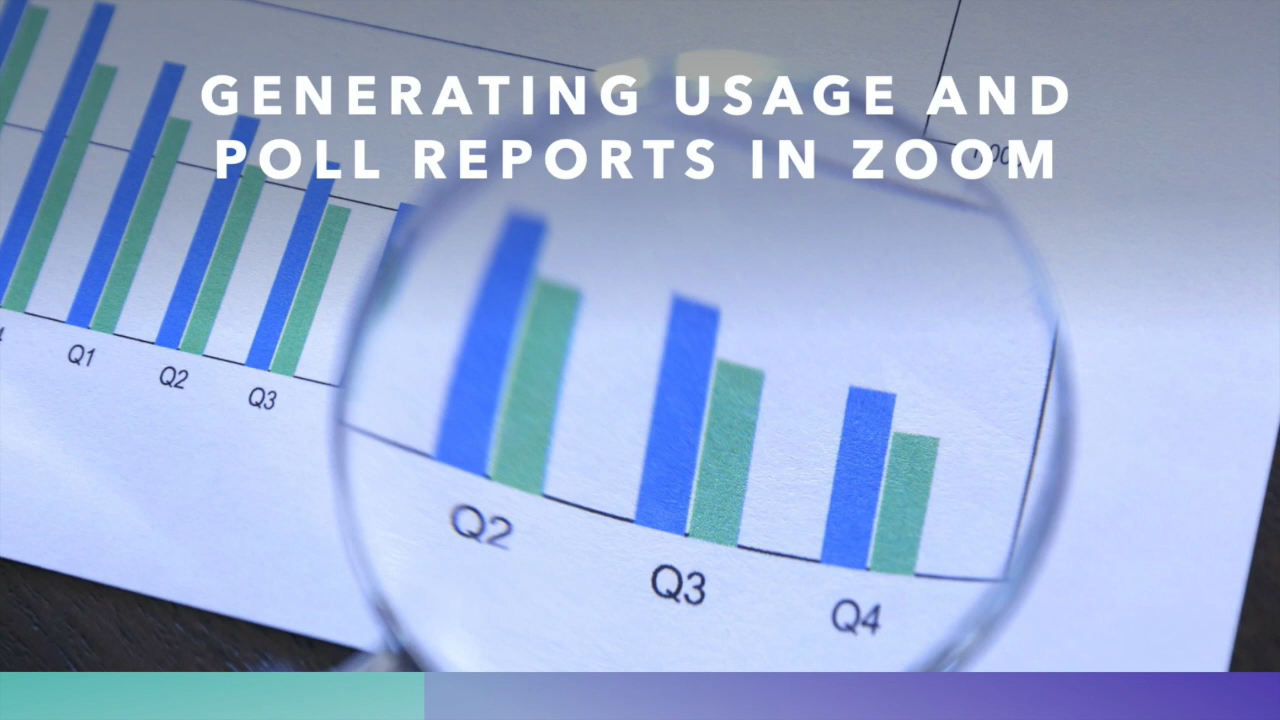 GENERATING USAGE AND
POLL REPORTS IN ZOOM
Q1
Q2
Q3
Q2
Q3
Q4